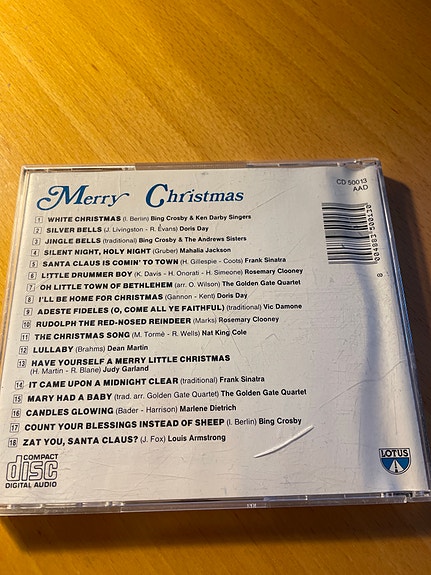 Merry Christmas
CD 50013
AAD
1 WHITE CHRISTMAS (I. Berlin) Bing Crosby & Ken Darby Singers
2 SILVER BELLS (J. Livingston - R. Evans) Doris Day
3 JINGLE BELLS (traditional) Bing Crosby & The Andrews Sisters
4 SILENT NIGHT, HOLY NIGHT (Gruber) Mahalia Jackson
5 SANTA CLAUS IS COMIN' TO TOWN (H. Gillespie - Coots) Frank Sinatra
6 L!TTLE DRUMMER BOY (K. Davis - H. Onorati - H. Simeone) Rosemary Clooney
7 OH LITTLE TOWN OF BETHLEHEM (arr. O. Wilson) The Golden Gate Quartet
8 I'LL BE HOME FOR CHRISTMAS (Gannon - Kent) Doris Day
9 ADESTE FIDELES (O, COME ALL YE FAITHFUL) (traditional) Vic Damone
10 RUDOLPH THE RED-NOSED REINDEER (Marks) Rosemary Clooney
11 THE CHRISTMAS SONG (M. Tormè - R. Wells) Nat King Cole
12 LULLABY (Brahms) Dean Martin
13 HAVE YOURSELF A MERRY LITTLE CHRISTMAS
(H. Martin - R. Blane) Judy Garland
14 IT CAME UPON A MIDNIGHT CLEAR (traditional) Frank Sinatra
15 MARY HAD A BABY (trad. arr. Golden Gate Quartet) The Golden Gate Quartet
16 CANDLES GLOWING (Bader - Harrison) Marlene Dietrich
17 COUNT YOUR BLESSINGS INSTEAD OF SHEEP (I. Berlin) Bing Crosby
18 ZAT YOU, SANTA CLAUS? (J. Fox) Louis Armstrong
COMPACT
disc
DIGITAL AUDIO
LOTUS